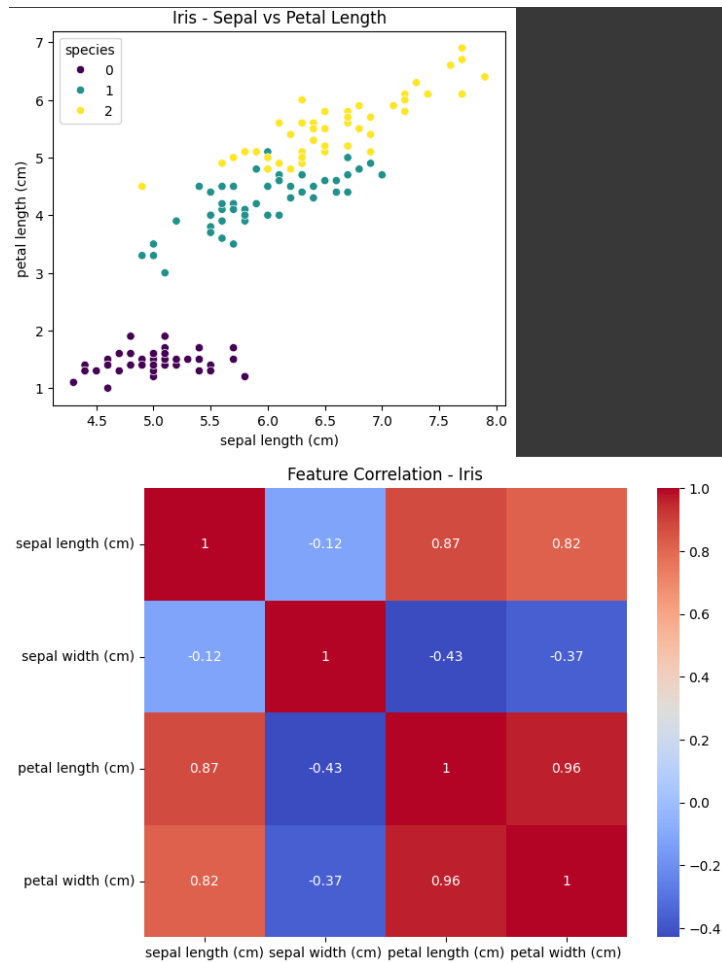 Iris - Sepal vs Petal Length
species
0
1
2
7
6
5
4
3
2
1
petal length (cm)
4.5 5.0 5.5 6.0 6.5 7.0 7.5 8.0
sepal length (cm)
Feature Correlation - Iris
sepal length (cm) 1 -0.12 0.87 0.82
sepal width (cm) -0.12 1 -0.43 -0.37
petal length (cm) 0.87 -0.43 1 0.96
petal width (cm) 0.82 -0.37 0.96 1
sepal length (cm) sepal width (cm) petal length (cm) petal width (cm)
1.0
0.8
0.6
0.4
0.2
0.0
−0.2
−0.4